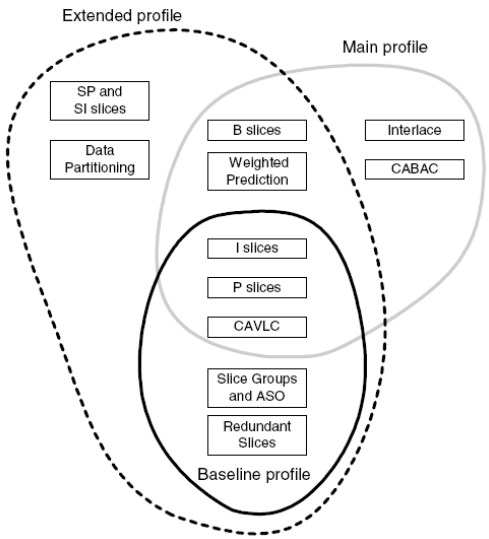 Extended profile
Main profile
SP and
SI slices
B slices
Interlace
Data
Partitioning
Weighted
Prediction
CABAC
I slices
P slices
CAVLC
Slice Groups
and ASO
Redundant
Slices
Baseline profile